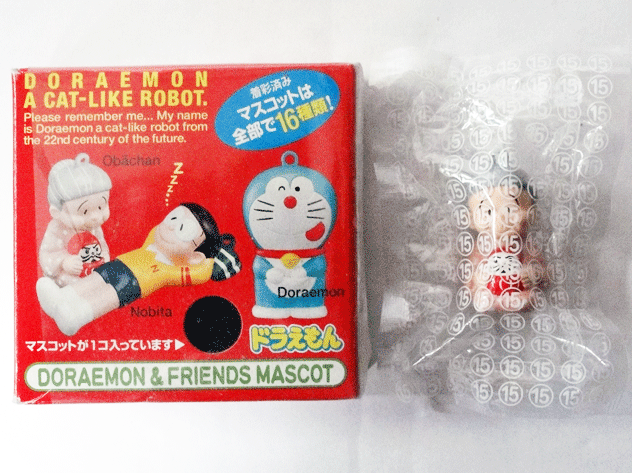 DORAEMON
A CAT-LIKE ROBOT.
Please remember me... My name
is Doraemon a cat-like robot from
the 22nd century of the future.
着彩済み
マスコットは
全部で16種類!
Obachan
Z
Z
Z
Z...
N
Nobita
Doraemon
マスコットが1コ入っています▶
ドラえもん
DORAEMON & FRIENDS MASCOT
⑮